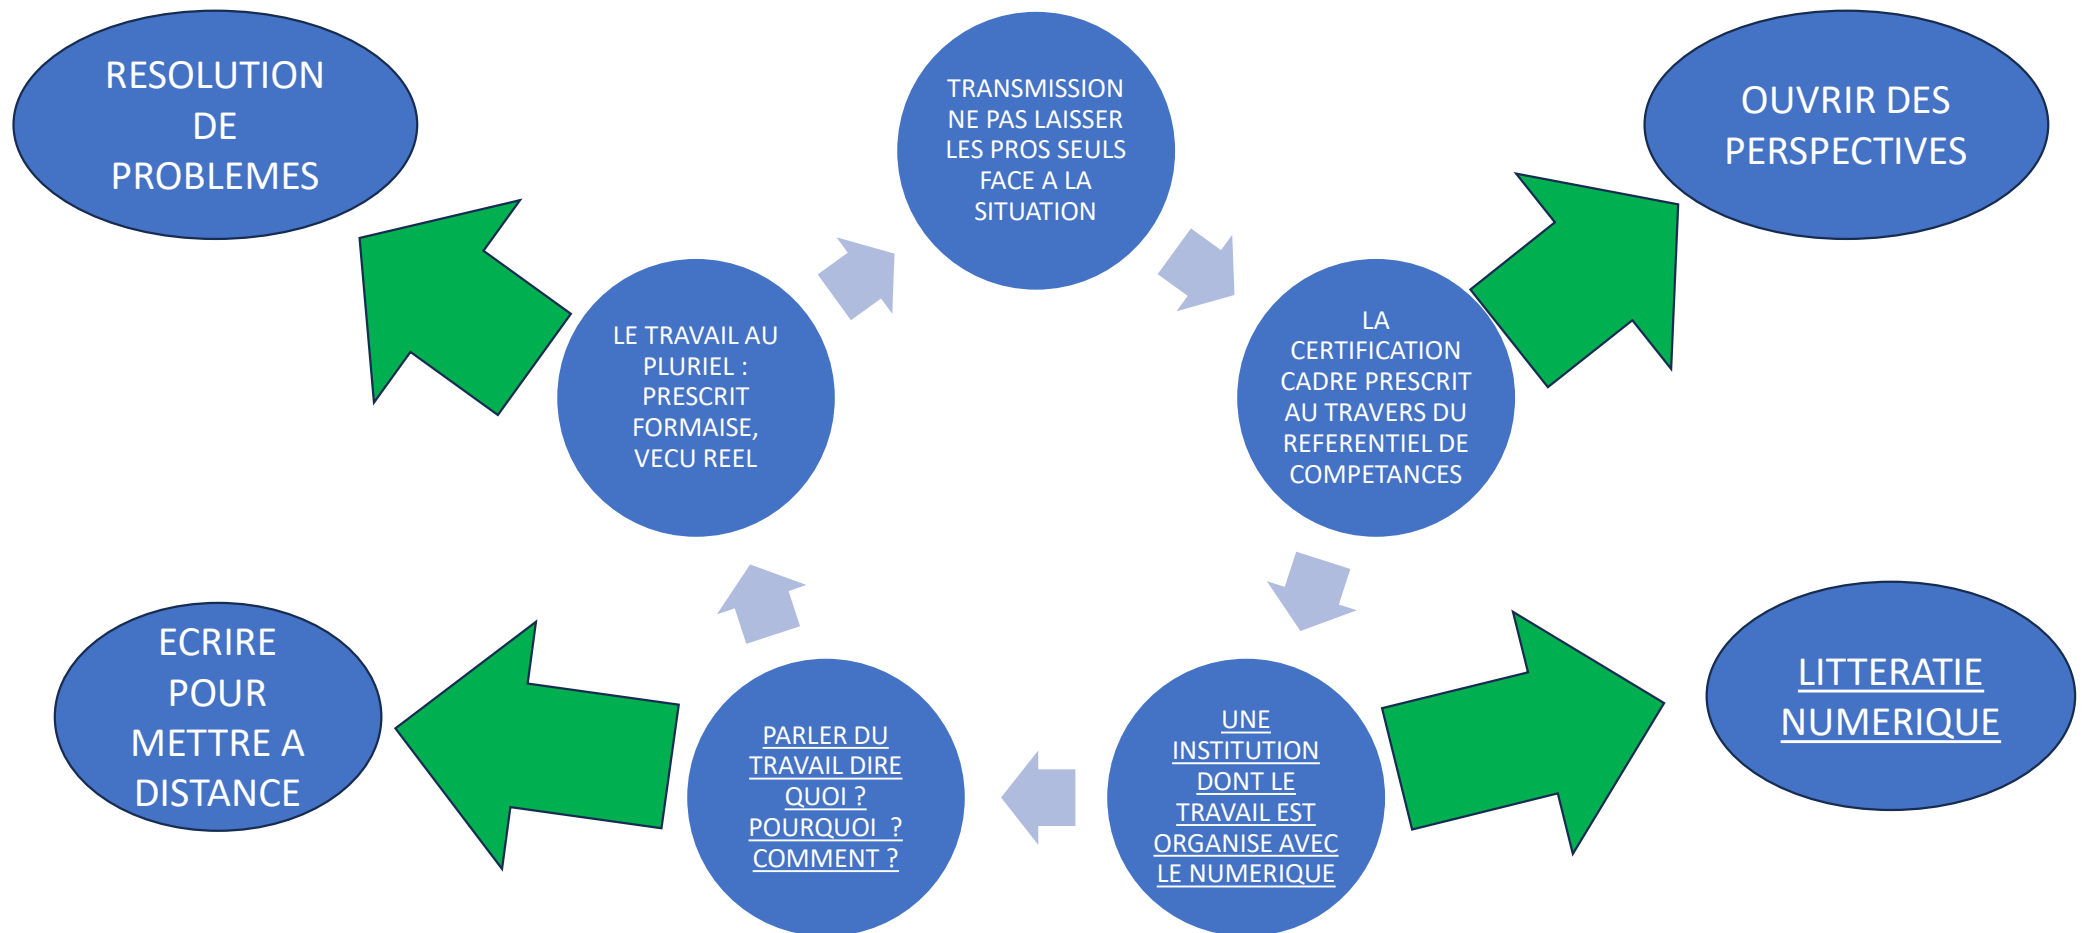 RESOLUTION
DE
PROBLEMES
TRANSMISSION
NE PAS LAISSER
LES PROS SEULS
FACE A LA
SITUATION
OUVRIR DES
PERSPECTIVES
LE TRAVAIL AU
PLURIEL :
PRESCRIT
FORMAISE,
VECU REEL
LA
CERTIFICATION
CADRE PRESCRIT
AU TRAVERS DU
REFERENTIEL DE
COMPETANCES
ECRIRE
POUR
METTRE A
DISTANCE
PARLER DU
TRAVAIL DIRE
QUOI ?
POURQUOI  ?
COMMENT ?
UNE
INSTITUTION
DONT LE
TRAVAIL EST
ORGANISE AVEC
LE NUMERIQUE
LITTERATIE
NUMERIQUE